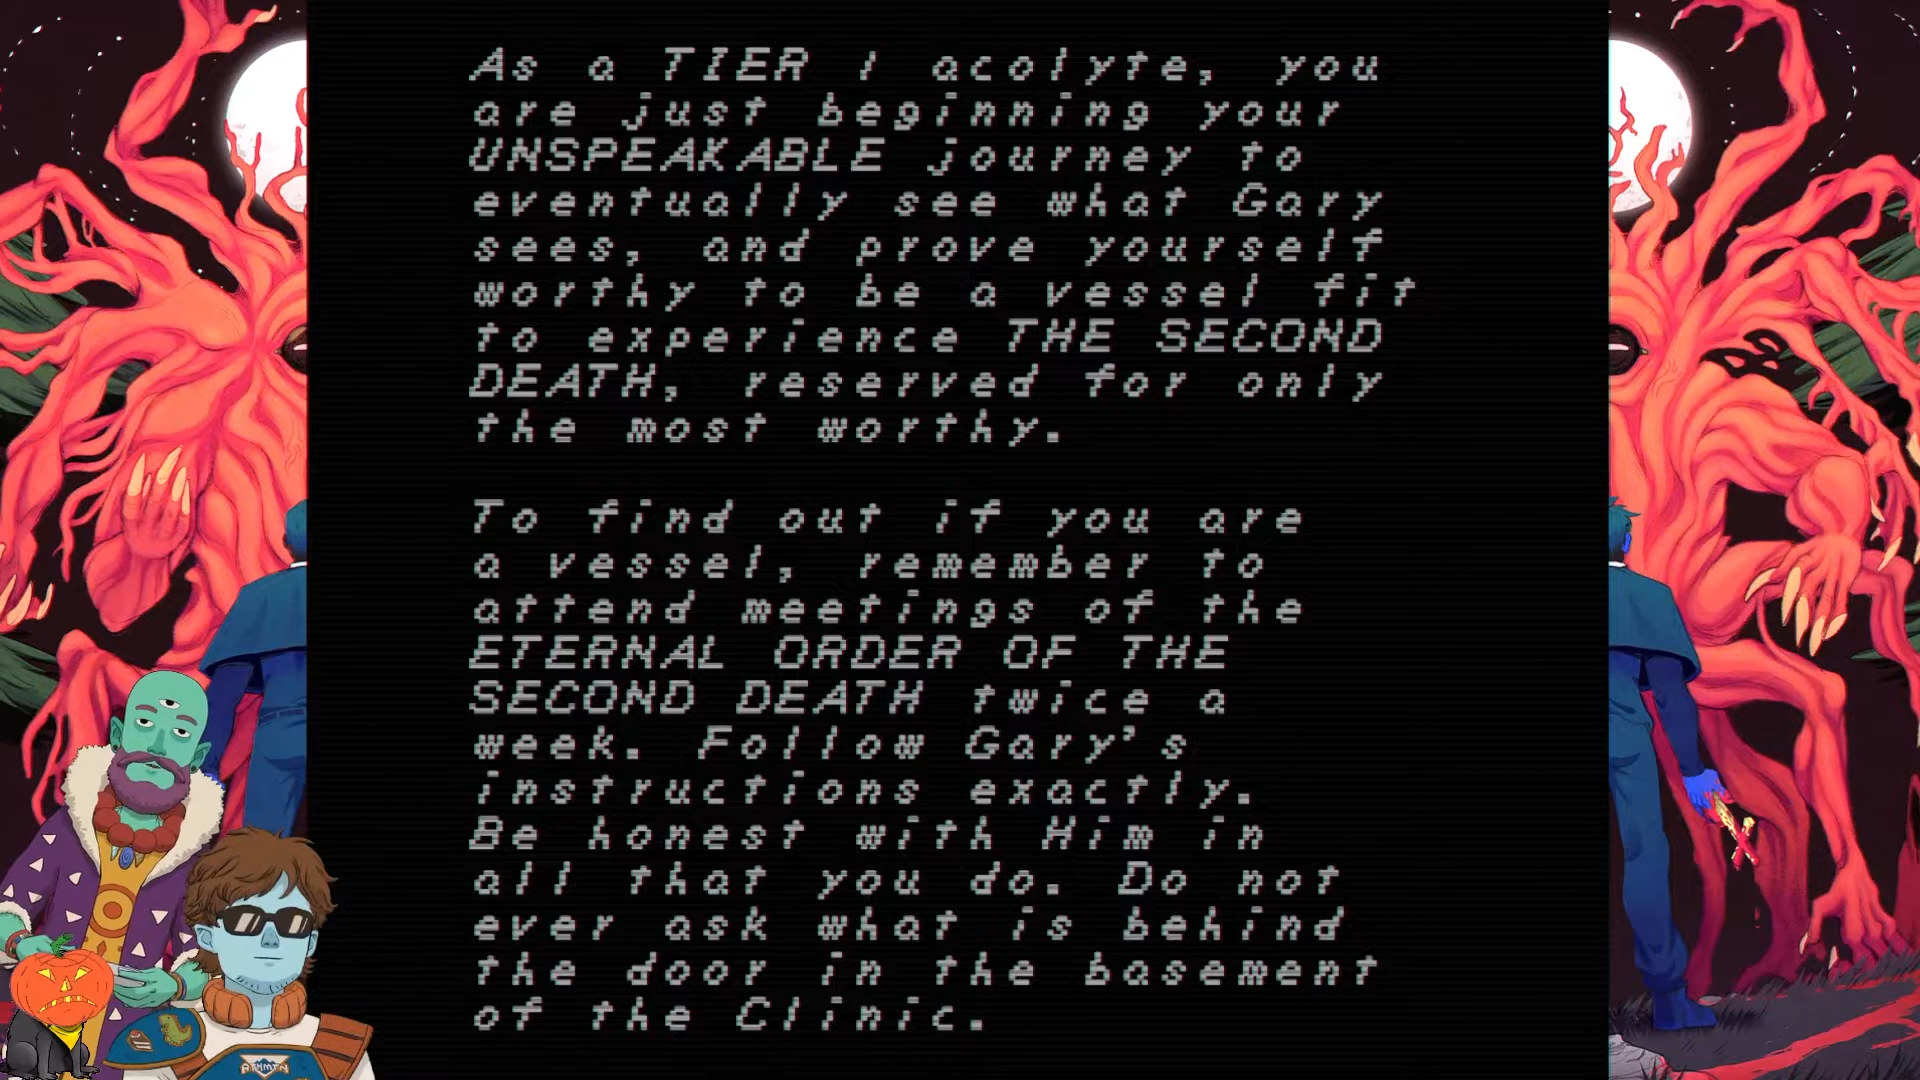 As a TIER 1 acolyte, you
are just beginning your
UNSPEAKABLE journey to
eventually see what Gary
sees, and prove yourself
worthy to be a vessel fit
to experience THE SECOND
DEATH, reserved for only
the most worthy.
To find out if you are
a vessel, remember to
attend meetings of the
ETERNAL ORDER OF THE
SECOND DEATH twice a
week. Follow Gary's
instructions exactly.
Be honest with Him in
all that you do. Do not
ever ask what is behind
the door in the basement
of the Clinic.